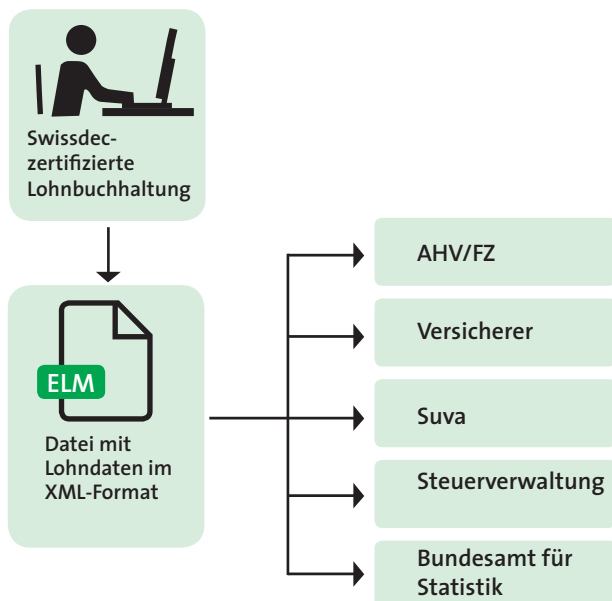 Swissdec-
zertifizierte
Lohnbuchhaltung
ELM
Datei mit
Lohndaten im
XML-Format
AHV/FZ
Versicherer
Suva
Steuerverwaltung
Bundesamt für
Statistik